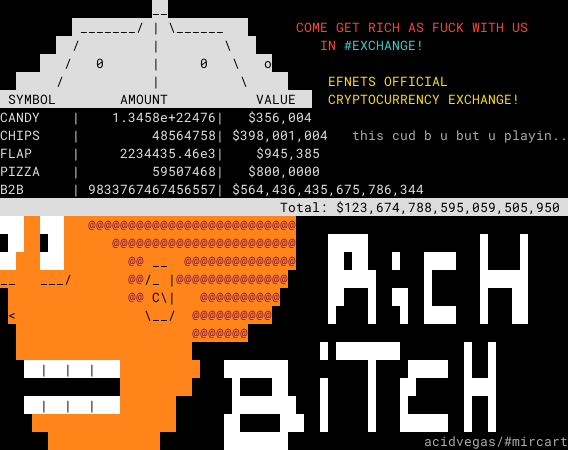 COME GET RICH AS FUCK WITH US
IN #EXCHANGE!
EFNETS OFFICIAL
CRYPTOCURRENCY EXCHANGE!
SYMBOL AMOUNT VALUE
CANDY | 1.3458e+22476| $356,004
CHIPS | 48564758| $398,001,004 this cud b u but u playin..
FLAP | 2234435.46e3| $945,385
PIZZA | 59507468| $800,0000
B2B | 9833767467456557| $564,436,435,675,786,344
Total: $123,674,788,595,059,505,950
RiCH
BiTCH
acidvegas/#mircart